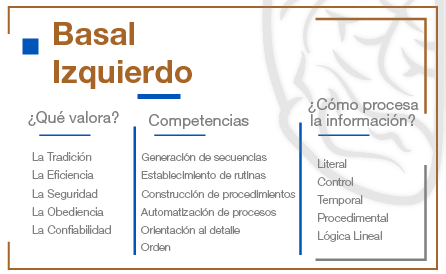 Basal
Izquierdo
¿Qué valora?
La Tradición
La Eficiencia
La Seguridad
La Obediencia
La Confiabilidad
Competencias
Generación de secuencias
Establecimiento de rutinas
Construcción de procedimientos
Automatización de procesos
Orientación al detalle
Orden
¿Cómo procesa
la información?
Literal
Control
Temporal
Procedimental
Lógica Lineal